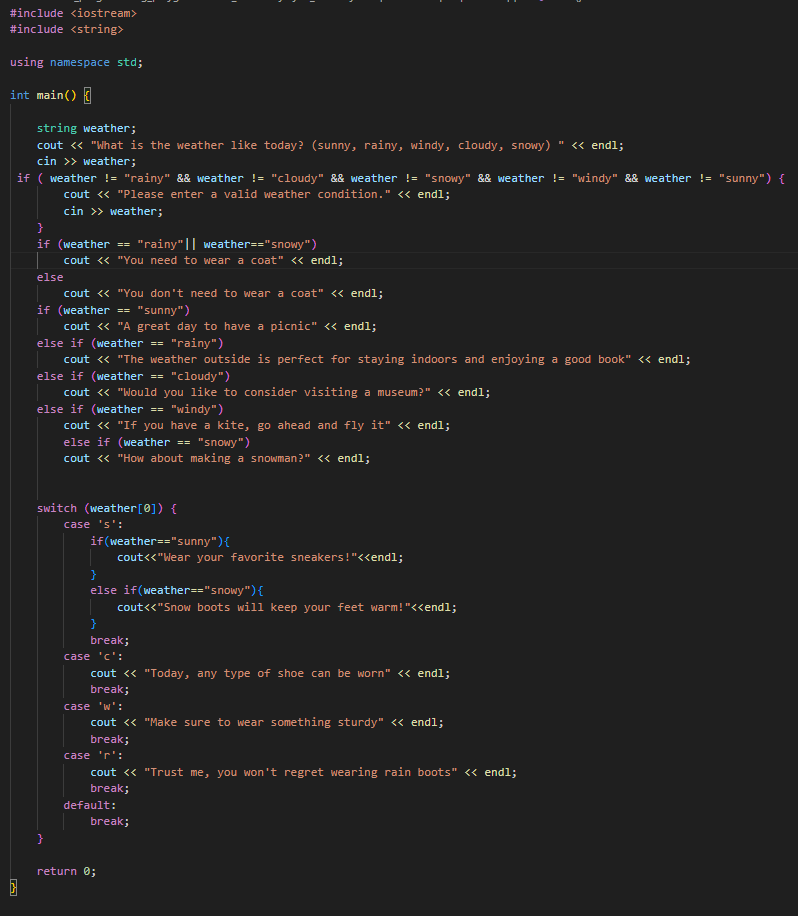 #include <iostream>
#include <string>
using namespace std;
int main() {
string weather;
cout << "What is the weather like today? (sunny, rainy, windy, cloudy, snowy) " << endl;
cin >> weather;
if ( weather != "rainy" && weather != "cloudy" && weather != "snowy" && weather != "windy" && weather != "sunny") {
cout << "Please enter a valid weather condition." << endl;
cin >> weather;
}
if (weather == "rainy"|| weather=="snowy")
cout << "You need to wear a coat" << endl;
else
cout << "You don't need to wear a coat" << endl;
if (weather == "sunny")
cout << "A great day to have a picnic" << endl;
else if (weather == "rainy")
cout << "The weather outside is perfect for staying indoors and enjoying a good book" << endl;
else if (weather == "cloudy")
cout << "Would you like to consider visiting a museum?" << endl;
else if (weather == "windy")
cout << "If you have a kite, go ahead and fly it" << endl;
else if (weather == "snowy")
cout << "How about making a snowman?" << endl;
switch (weather[0]) {
case 's':
if(weather=="sunny"){
cout<<"Wear your favorite sneakers!"<<endl;
}
else if(weather=="snowy"){
cout<<"Snow boots will keep your feet warm!"<<endl;
}
break;
case 'c':
cout << "Today, any type of shoe can be worn" << endl;
break;
case 'w':
cout << "Make sure to wear something sturdy" << endl;
break;
case 'r':
cout << "Trust me, you won't regret wearing rain boots" << endl;
break;
default:
break;
}
return 0;
}